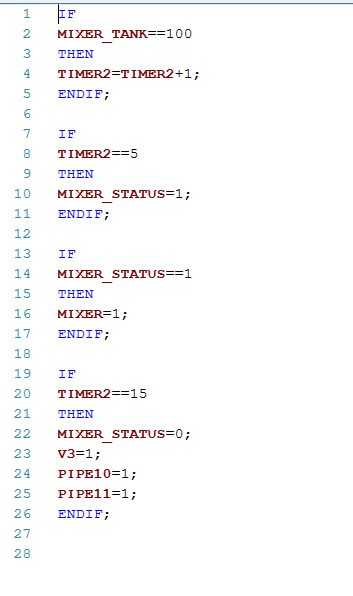 1 IF
2 MIXER_TANK==100
3 THEN
4 TIMER2=TIMER2+1;
5 ENDIF;
6
7 IF
8 TIMER2==5
9 THEN
10 MIXER_STATUS=1;
11 ENDIF;
12
13 IF
14 MIXER_STATUS==1
15 THEN
16 MIXER=1;
17 ENDIF;
18
19 IF
20 TIMER2==15
21 THEN
22 MIXER_STATUS=0;
23 V3=1;
24 PIPE10=1;
25 PIPE11=1;
26 ENDIF;
27
28